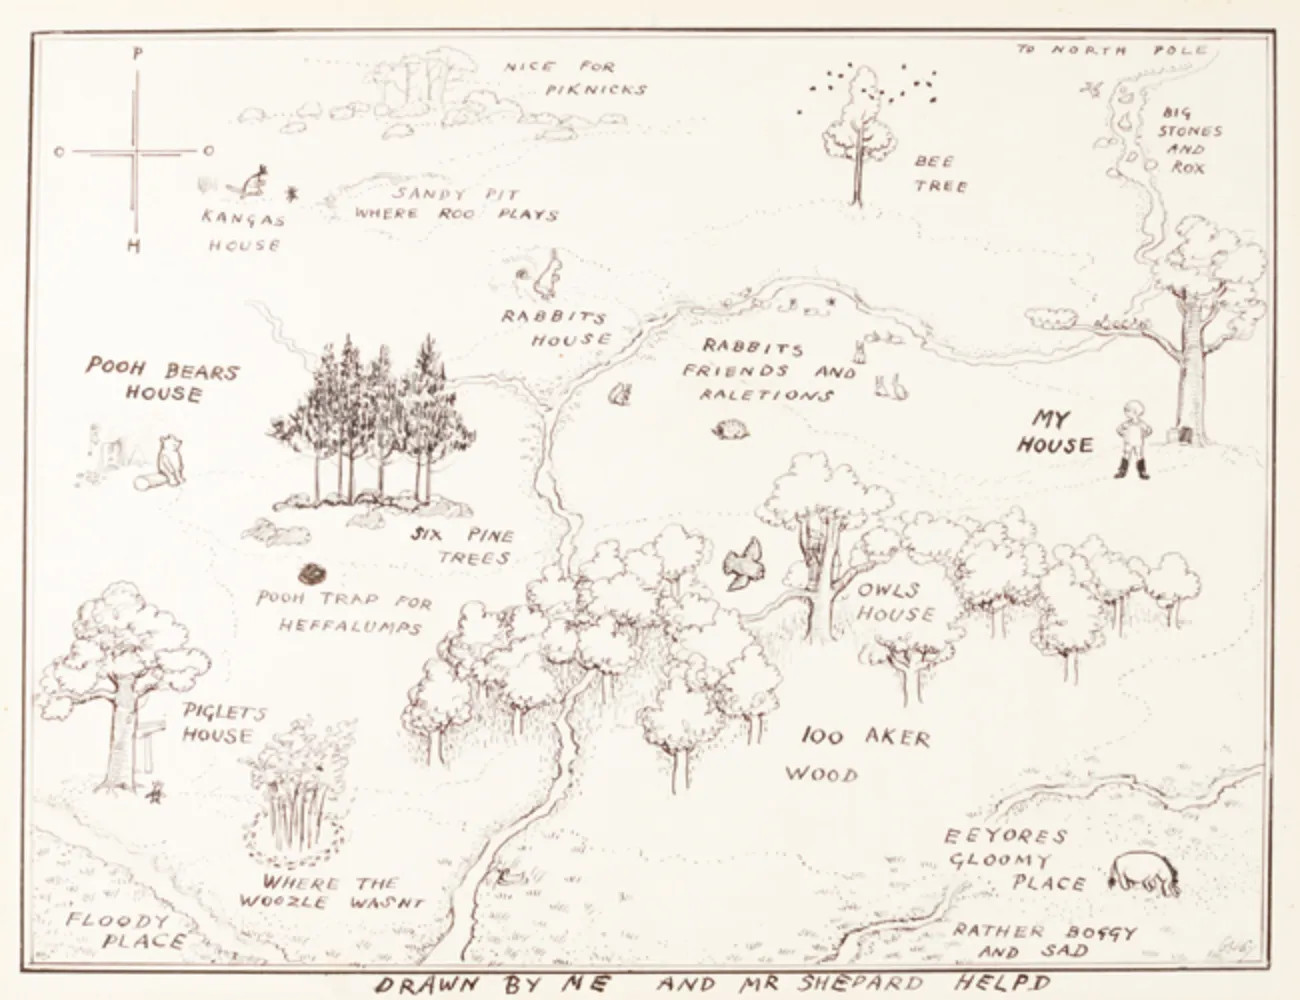 TO NORTH POLE
P
NICE FOR
PIKNICKS
BIG
STONES
AND
ROX
O
O
BEE
TREE
SANDY PIT
WHERE ROO PLAYS
KANGAS
HOUSE
H
RABBITS
HOUSE
RABBITS
FRIENDS AND
RALETIONS
POOH BEARS
HOUSE
MY
HOUSE
SIX PINE
TREES
POOH TRAP FOR
HEFFALUMPS
OWLS
HOUSE
PIGLETS
HOUSE
100 AKER
WOOD
EEYORES
GLOOMY
PLACE
WHERE THE
WOOZLE WASNT
FLOODY
PLACE
RATHER BOGGY
AND SAD
DRAWN BY ME AND MR SHEPARD HELPD